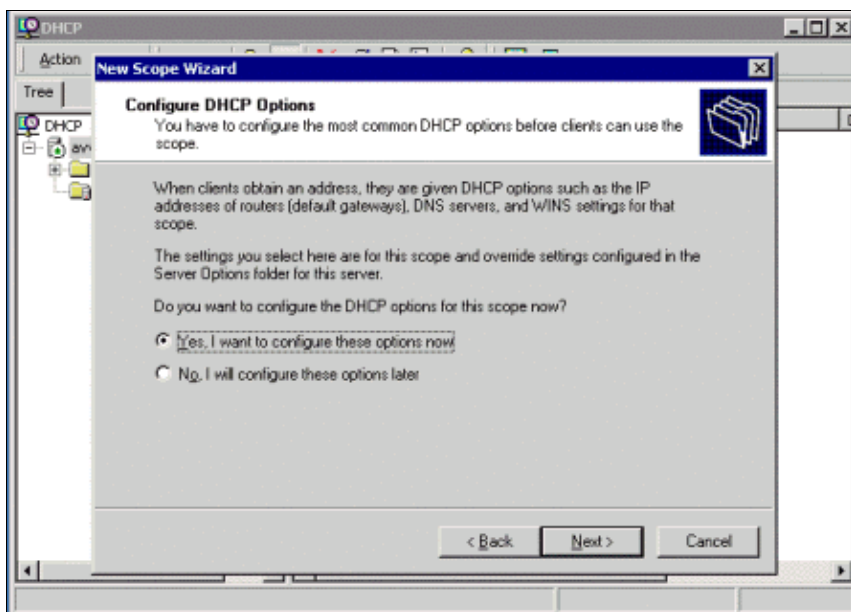 DHCP
Action
Tree
DHCP
New Scope Wizard
Configure DHCP Options
You have to configure the most common DHCP options before clients can use the
scope.
When clients obtain an address, they are given DHCP options such as the IP
addresses of routers (default gateways), DNS servers, and WINS settings for that
scope.
The settings you select here are for this scope and override settings configured in the
Server Options folder for this server.
Do you want to configure the DHCP options for this scope now?
Yes, I want to configure these options now
No, I will configure these options later
< Back
Next >
Cancel